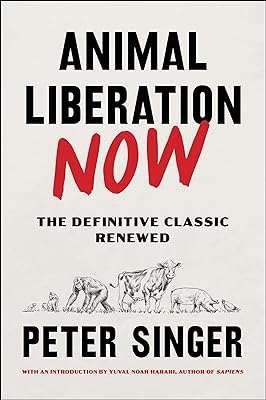 ANIMAL
LIBERATION
NOW
THE DEFINITIVE CLASSIC
RENEWED
PETER SINGER
WITH AN INTRODUCTION BY YUVAL NOAH HARARI, AUTHOR OF SAPIENS